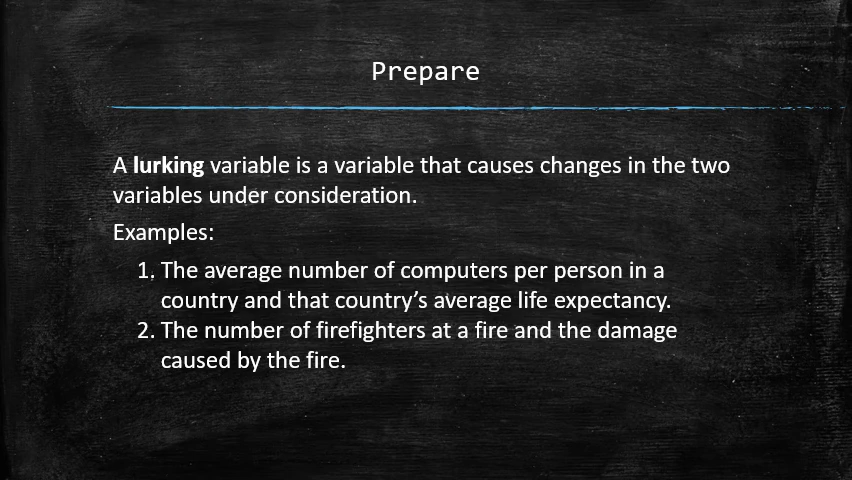 Prepare
A lurking variable is a variable that causes changes in the two
variables under consideration.
Examples:
1. The average number of computers per person in a
country and that country’s average life expectancy.
2. The number of firefighters at a fire and the damage
caused by the fire.